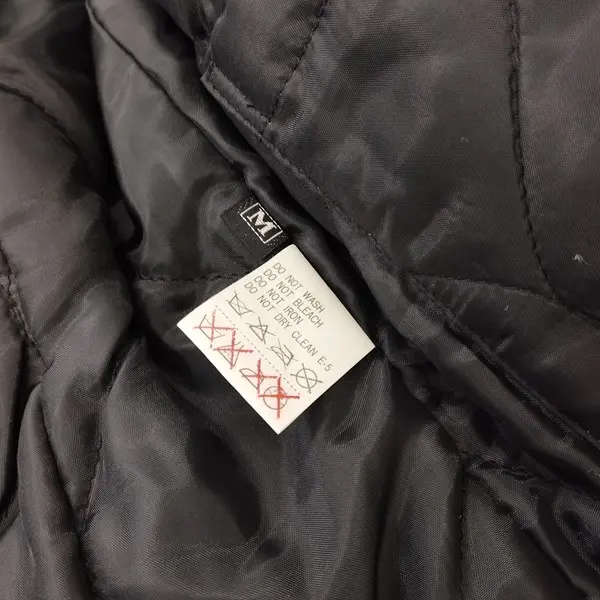 M
DO NOT WASH
DO NOT BLEACH
DO NOT IRON
DO NOT DRY CLEAN E-5